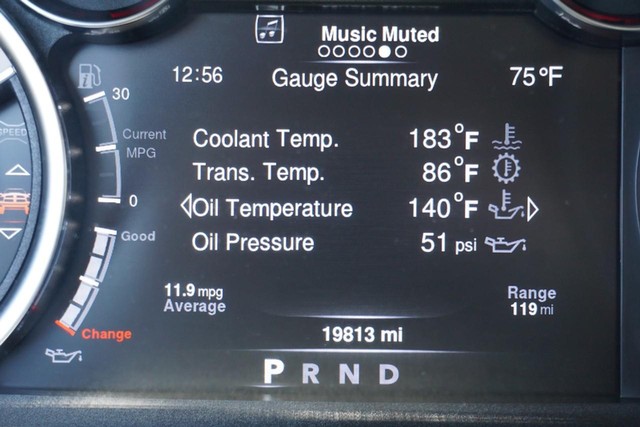 Music Muted
12:56
Gauge Summary
75°F
30
Current
MPG
0
Coolant Temp. 183°F
Trans. Temp. 86°F
Oil Temperature 140°F
Oil Pressure 51 psi
Good
Change
11.9 mpg
Average
Range
119 mi
19813 mi
P R N D
SPEED